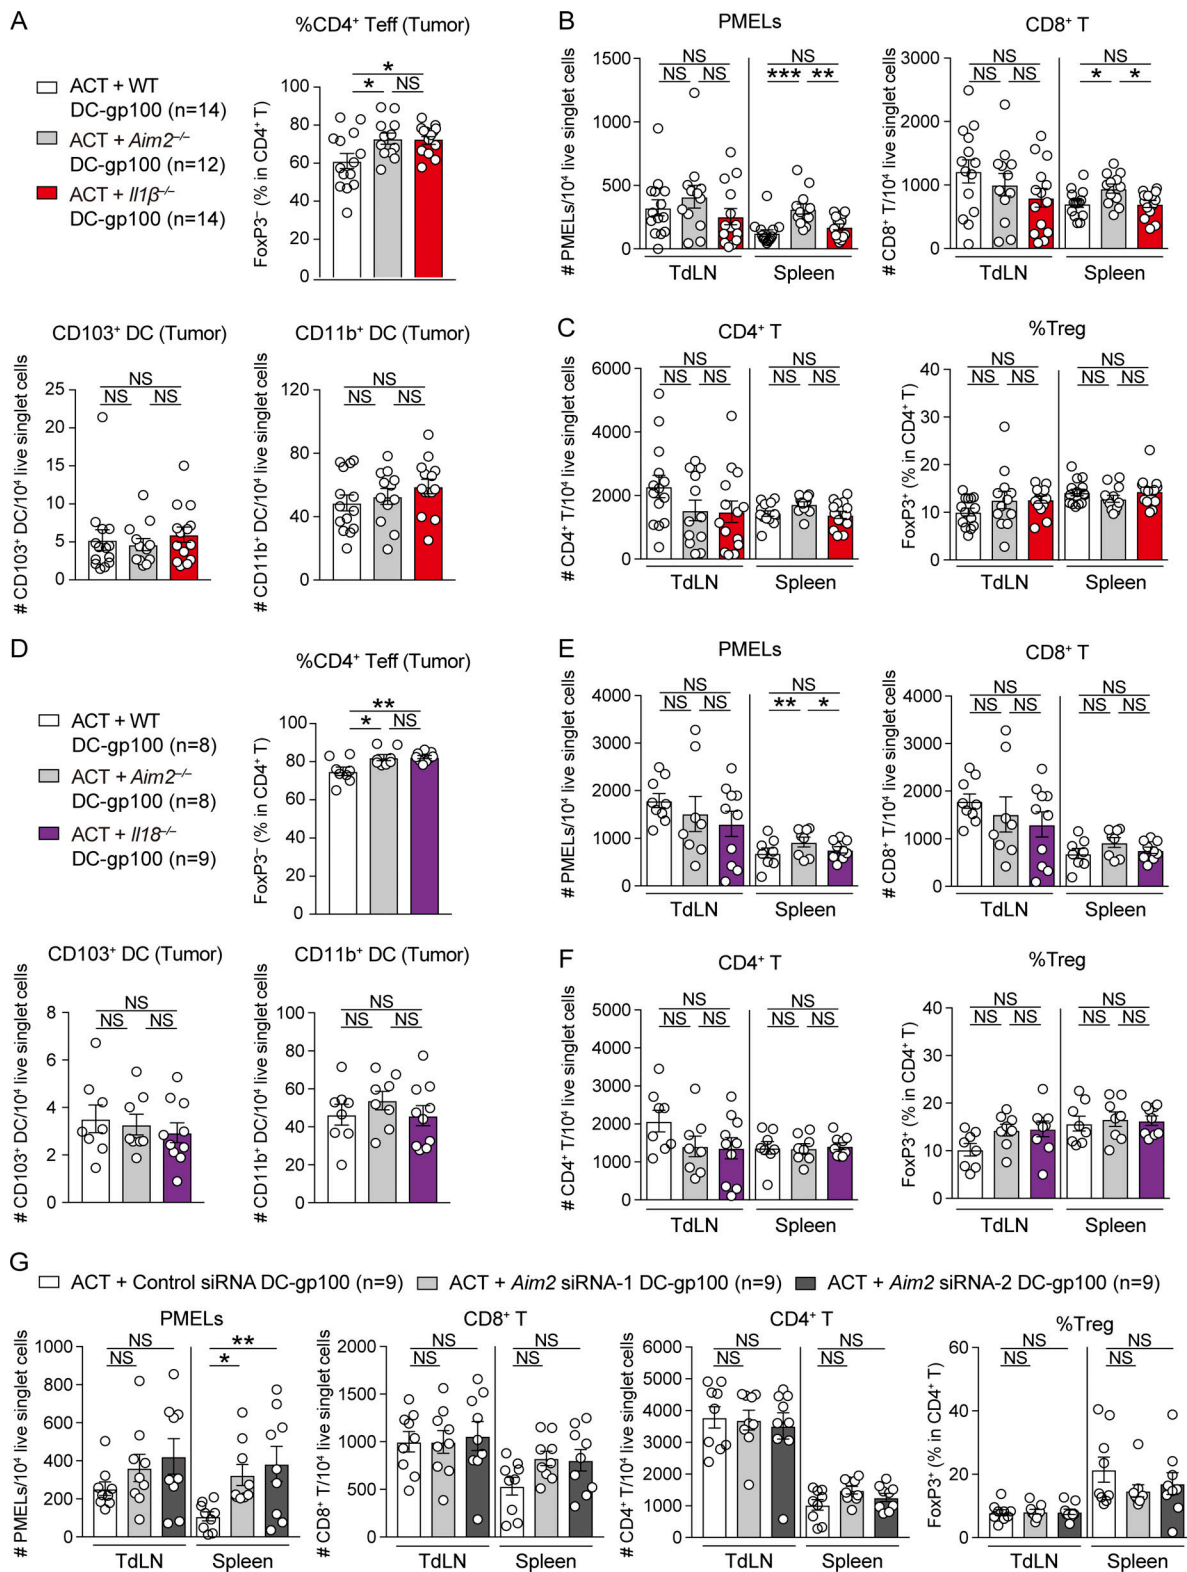 A
%CD4⁺ Teff (Tumor)
ACT + WT
DC-gp100 (n=14)
ACT + Aim2⁻/⁻
DC-gp100 (n=12)
ACT + Il1β⁻/⁻
DC-gp100 (n=14)
FoxP3⁻ (% in CD4⁺ T)
100
80
60
40
20
0
*
* NS
CD103⁺ DC (Tumor)
# CD103⁺ DC/10⁴ live singlet cells
25
20
15
10
5
0
NS
NS NS
CD11b⁺ DC (Tumor)
# CD11b⁺ DC/10⁴ live singlet cells
120
80
60
40
0
NS
NS NS
B
PMELs
# PMELs/10⁴ live singlet cells
1500
1000
500
0
NS NS
NS NS *** **
TdLN Spleen
CD8⁺ T
# CD8⁺ T/10⁴ live singlet cells
3000
2000
1000
0
NS NS
NS NS * *
TdLN Spleen
C
CD4⁺ T
# CD4⁺ T/10⁴ live singlet cells
6000
4000
2000
0
NS NS
NS NS NS NS
TdLN Spleen
%Treg
FoxP3⁺ (% in CD4⁺ T)
40
30
20
10
0
NS NS
NS NS NS NS
TdLN Spleen
D
%CD4⁺ Teff (Tumor)
ACT + WT
DC-gp100 (n=8)
ACT + Aim2⁻/⁻
DC-gp100 (n=8)
ACT + Il18⁻/⁻
DC-gp100 (n=9)
FoxP3⁻ (% in CD4⁺ T)
100
80
60
40
20
0
**
* NS
CD103⁺ DC (Tumor)
# CD103⁺ DC/10⁴ live singlet cells
8
6
4
2
0
NS
NS NS
CD11b⁺ DC (Tumor)
# CD11b⁺ DC/10⁴ live singlet cells
100
80
60
40
20
0
NS
NS NS
E
PMELs
# PMELs/10⁴ live singlet cells
4000
3000
2000
1000
0
NS NS
NS NS ** *
TdLN Spleen
CD8⁺ T
# CD8⁺ T/10⁴ live singlet cells
4000
3000
2000
1000
0
NS NS
NS NS NS NS
TdLN Spleen
F
CD4⁺ T
# CD4⁺ T/10⁴ live singlet cells
5000
4000
3000
2000
1000
0
NS NS
NS NS NS NS
TdLN Spleen
%Treg
FoxP3⁺ (% in CD4⁺ T)
40
30
20
10
0
NS NS
NS NS NS NS
TdLN Spleen
G
ACT + Control siRNA DC-gp100 (n=9) ACT + Aim2 siRNA-1 DC-gp100 (n=9) ACT + Aim2 siRNA-2 DC-gp100 (n=9)
PMELs
# PMELs/10⁴ live singlet cells
1000
800
600
400
200
0
NS **
NS *
TdLN Spleen
CD8⁺ T
# CD8⁺ T/10⁴ live singlet cells
2000
1500
1000
500
0
NS NS
NS NS
TdLN Spleen
CD4⁺ T
# CD4⁺ T/10⁴ live singlet cells
6000
5000
4000
3000
2000
1000
0
NS NS
NS NS
TdLN Spleen
%Treg
FoxP3⁺ (% in CD4⁺ T)
60
40
20
0
NS NS
NS NS
TdLN Spleen